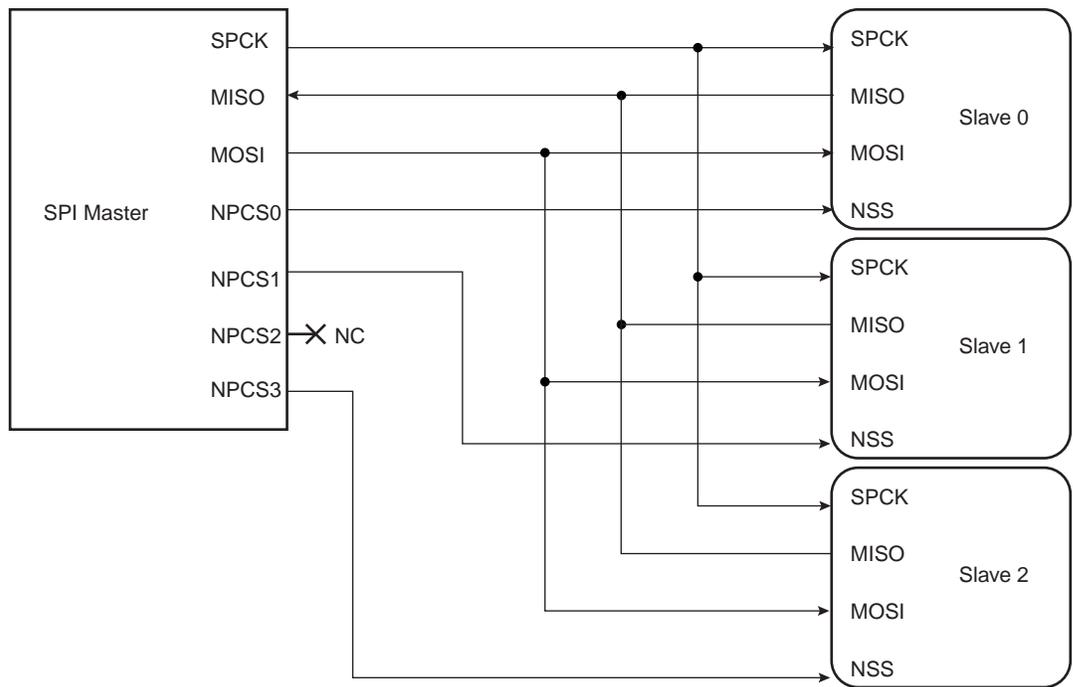 SPI Master
SPCK
MISO
MOSI
NPCS0
NPCS1
NPCS2
NC
NPCS3
SPCK
MISO
Slave 0
MOSI
NSS
SPCK
MISO
Slave 1
MOSI
NSS
SPCK
MISO
Slave 2
MOSI
NSS